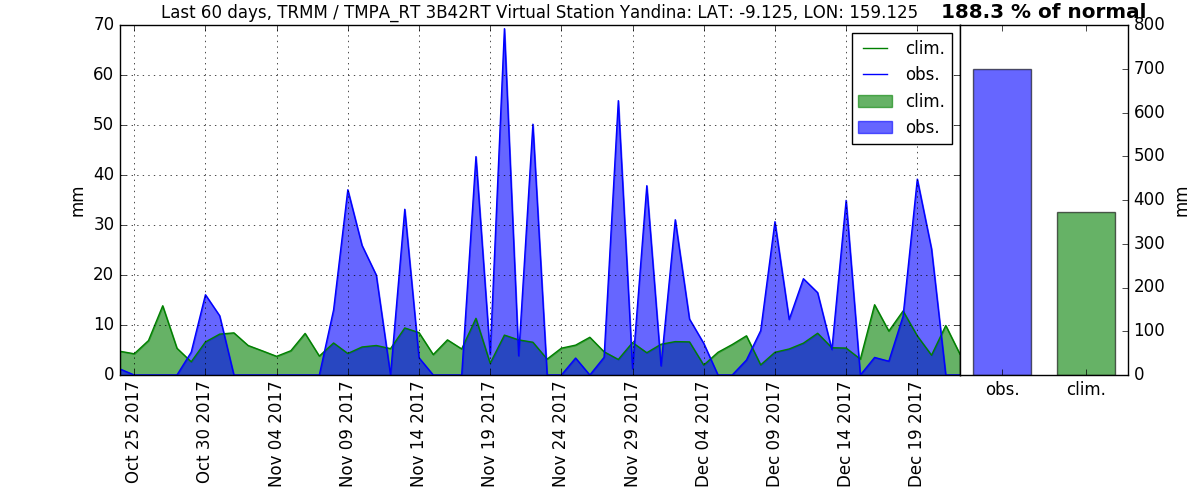 Last 60 days, TRMM / TMPA_RT 3B42RT Virtual Station Yandina: LAT: -9.125, LON: 159.125
188.3 % of normal
70
60
50
40
30
20
10
0
mm
clim.
obs.
clim.
obs.
800
700
600
500
400
300
200
100
0
mm
Oct 25 2017
Oct 30 2017
Nov 04 2017
Nov 09 2017
Nov 14 2017
Nov 19 2017
Nov 24 2017
Nov 29 2017
Dec 04 2017
Dec 09 2017
Dec 14 2017
Dec 19 2017
obs.
clim.